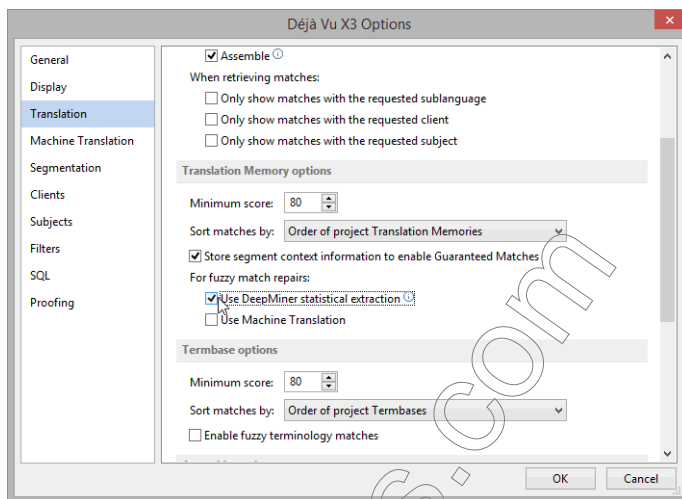 Déjà Vu X3 Options
General
Display
Translation
Machine Translation
Segmentation
Clients
Subjects
Filters
SQL
Proofing
Assemble
When retrieving matches:
Only show matches with the requested sublanguage
Only show matches with the requested client
Only show matches with the requested subject
Translation Memory options
Minimum score: 80
Sort matches by: Order of project Translation Memories
Store segment context information to enable Guaranteed Matches
For fuzzy match repairs:
Use DeepMiner statistical extraction
Use Machine Translation
Termbase options
Minimum score: 80
Sort matches by: Order of project Termbases
Enable fuzzy terminology matches
OK Cancel
s.com